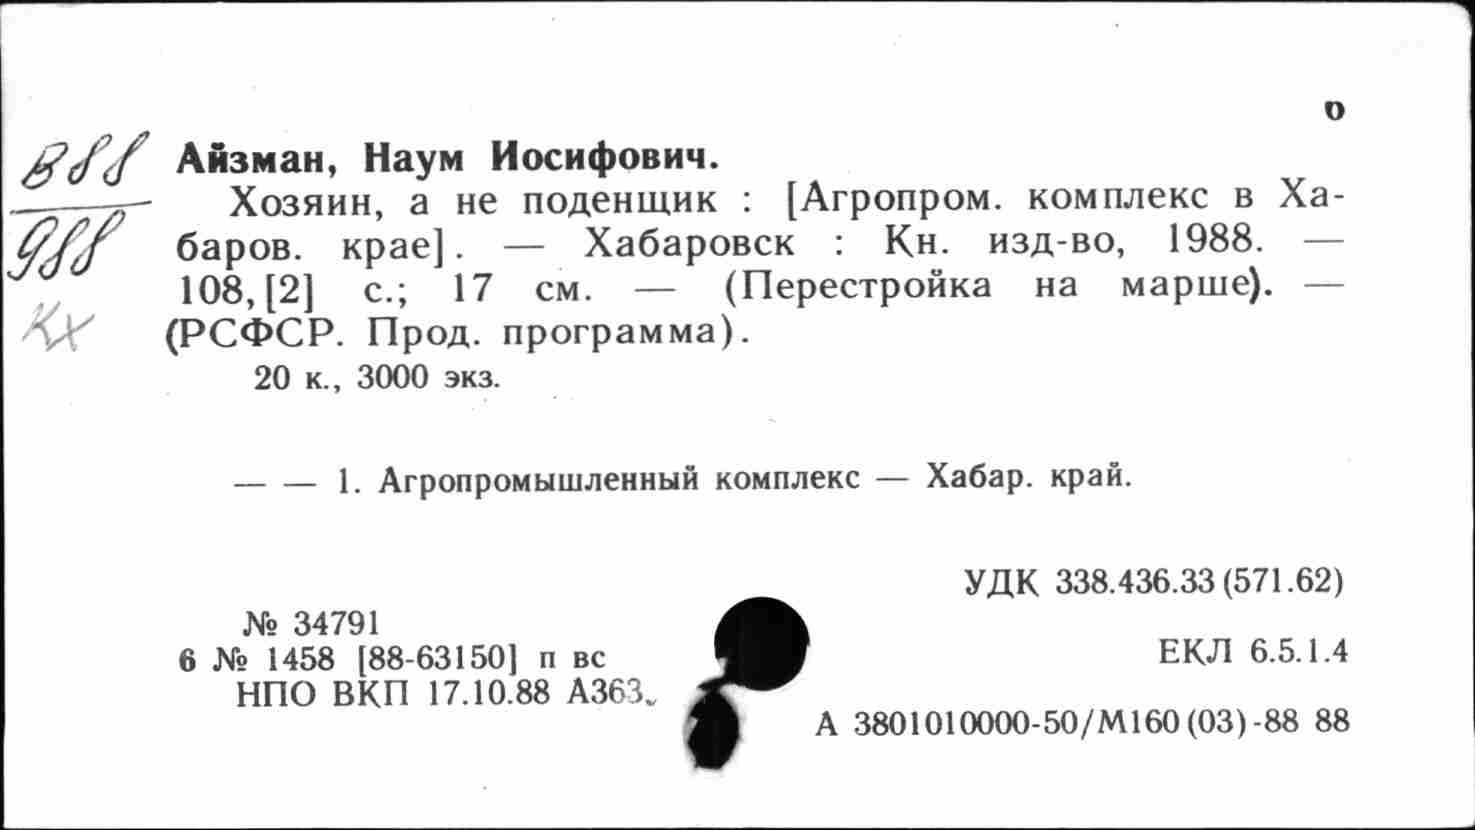 о
В88
988
Кх
Айзман, Наум Иосифович.
Хозяин, а не поденщик : [Агропром. комплекс в Ха-
баров. крае]. — Хабаровск : Кн. изд-во, 1988. —
108, [2] с.; 17 см. — (Перестройка на марше). —
(РСФСР. Прод. программа).
20 к., 3000 экз.
— — 1. Агропромышленный комплекс — Хабар. край.
УДК 338.436.33 (571.62)
№ 34791
6 № 1458 [88-63150] п вс
ЕКЛ 6.5.1.4
НПО ВКП 17.10.88 А363
А 3801010000-50/М160 (03) -88 88